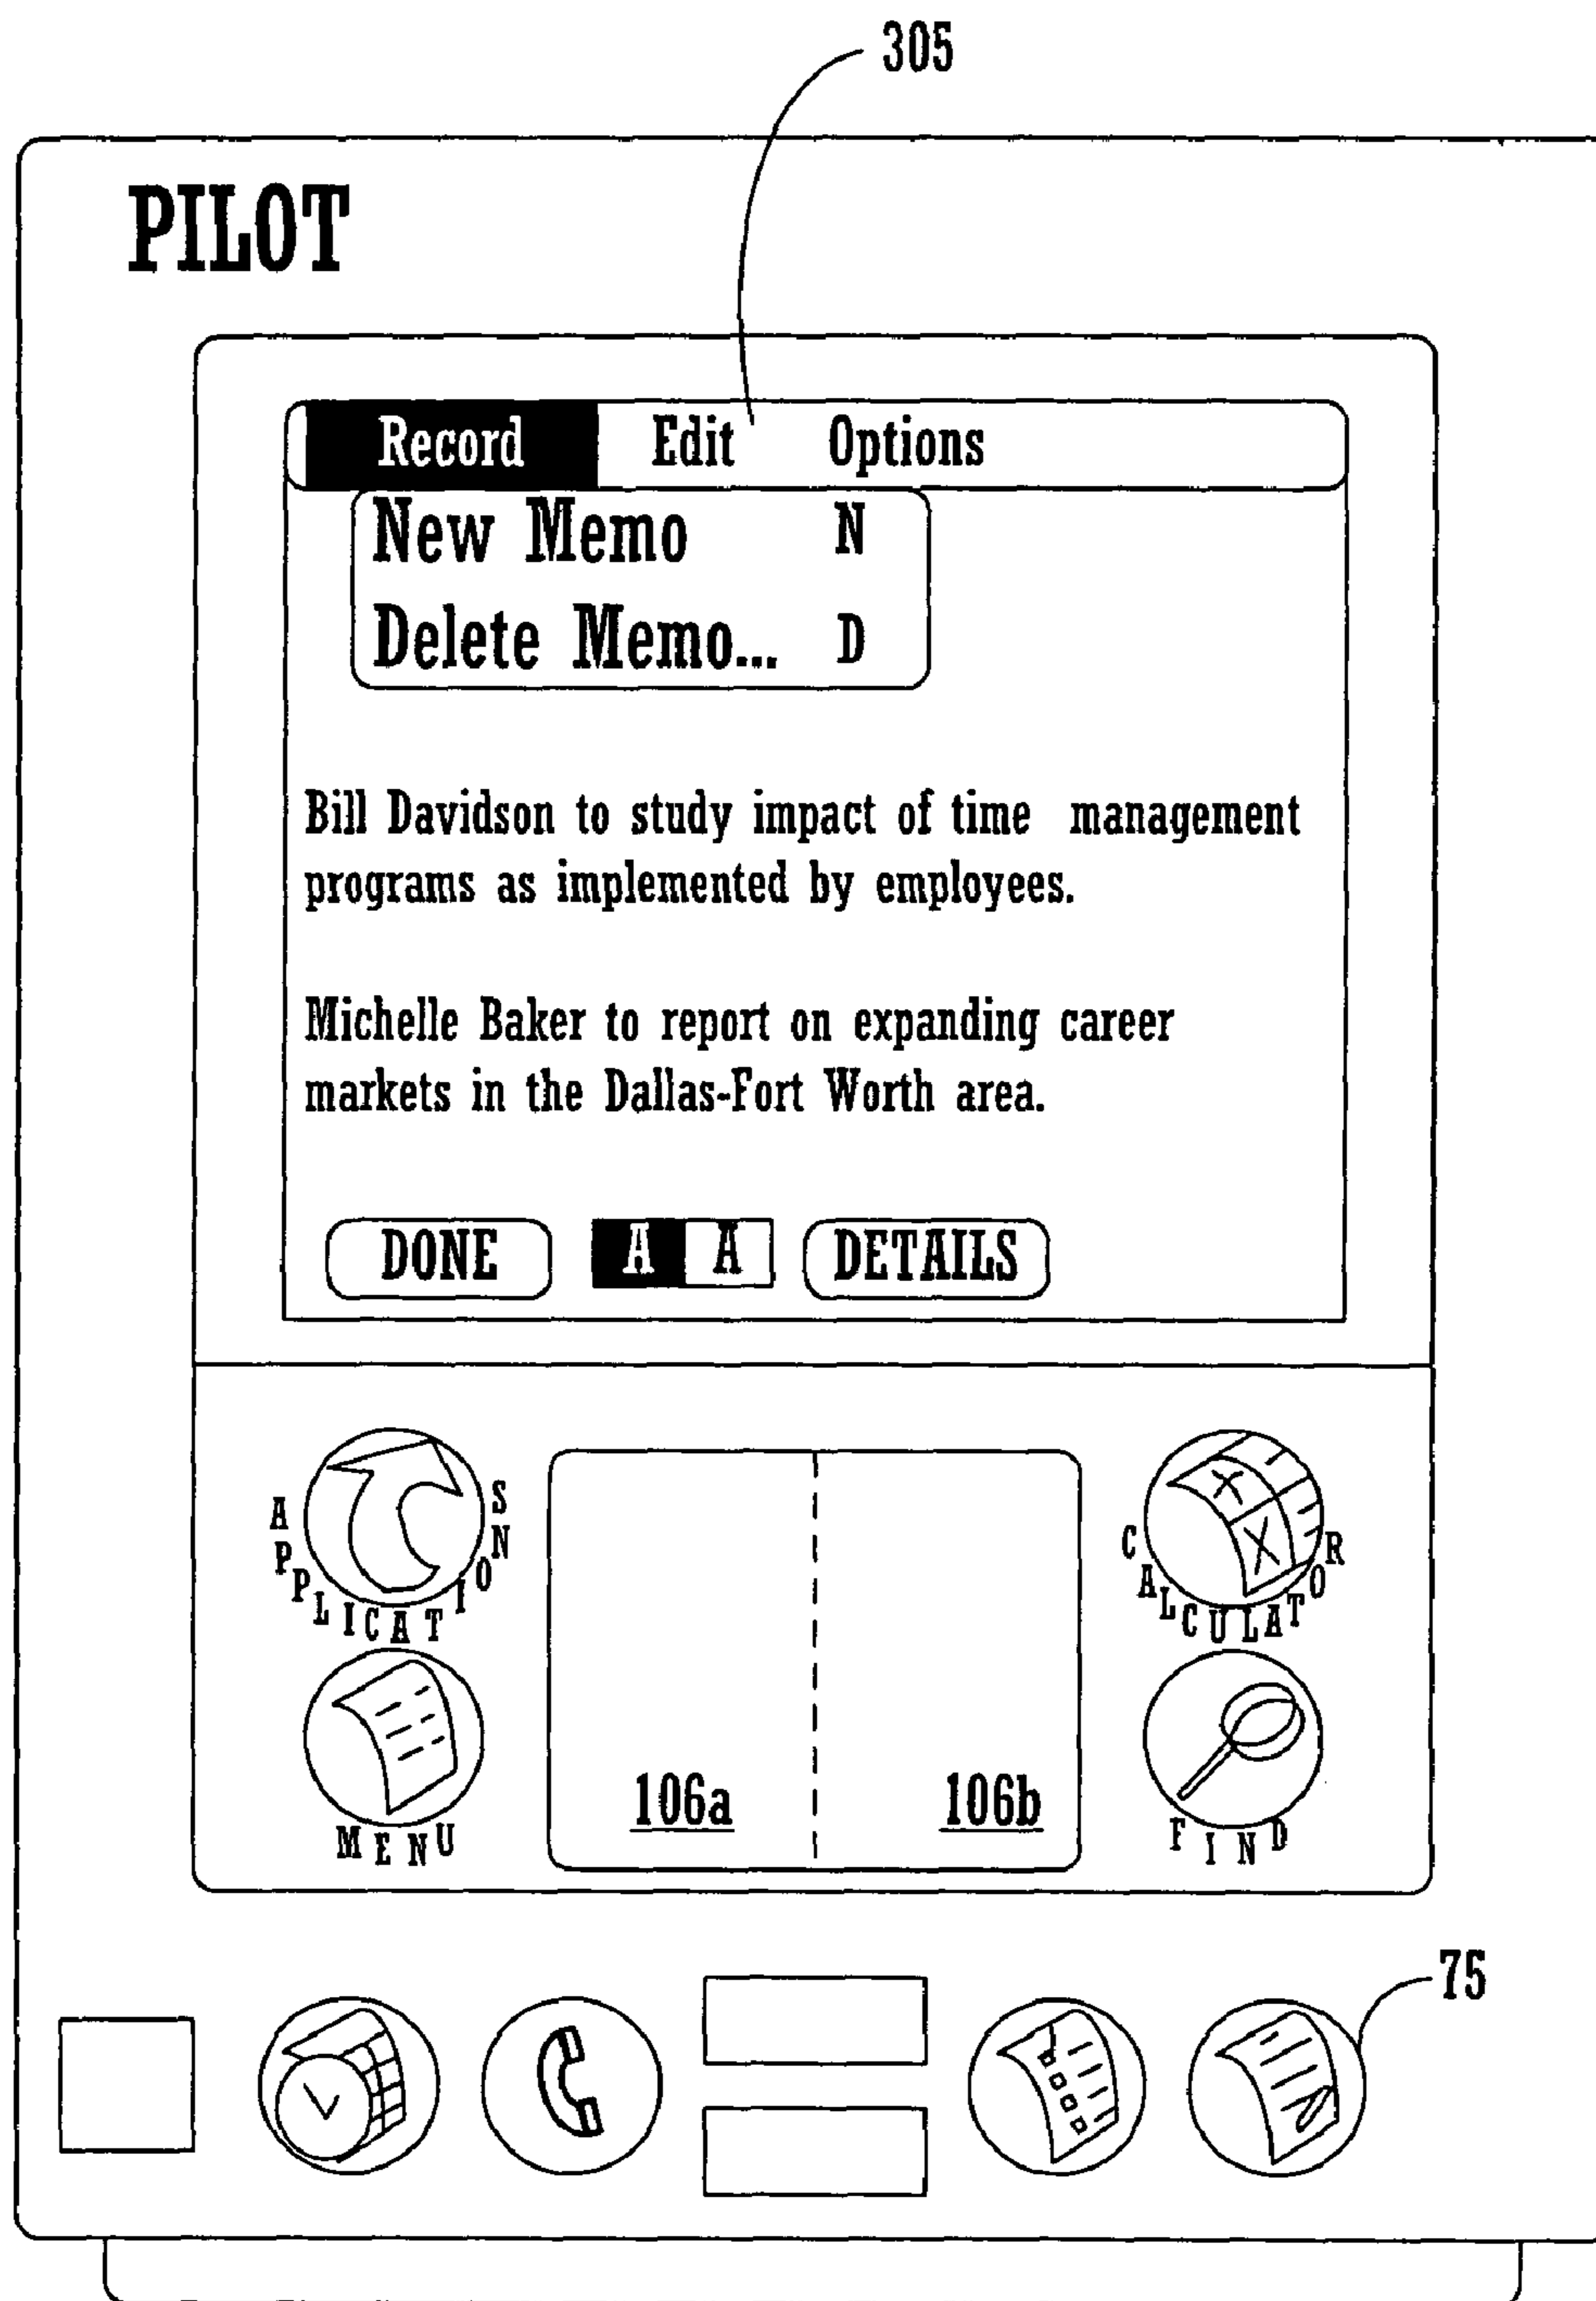 305
PILOT
Record Edit Options
New Memo N
Delete Memo... D
Bill Davidson to study impact of time management
programs as implemented by employees.
Michelle Baker to report on expanding career
markets in the Dallas-Fort Worth area.
DONE A A DETAILS
APPLICATIONS
CALCULATOR
MENU
106a 106b
FIND
75